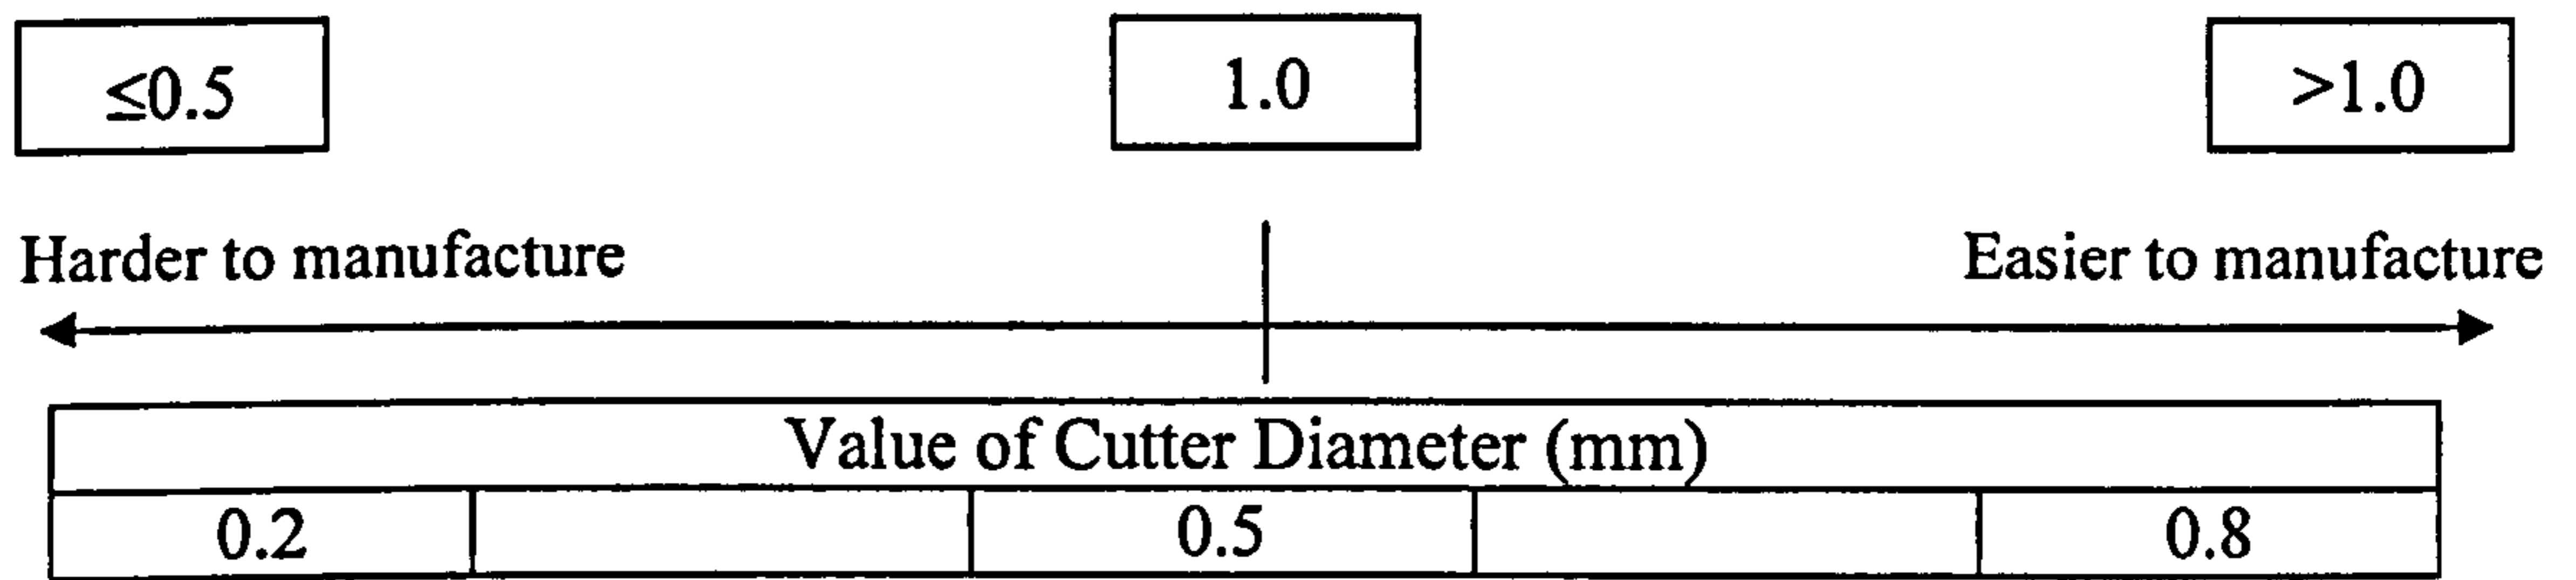 ≤0.5 1.0 >1.0
Harder to manufacture Easier to manufacture
Value of Cutter Diameter (mm)
0.2 0.5 0.8